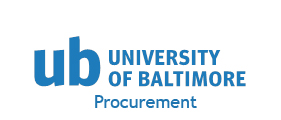 ub UNIVERSITY
OF BALTIMORE
Procurement